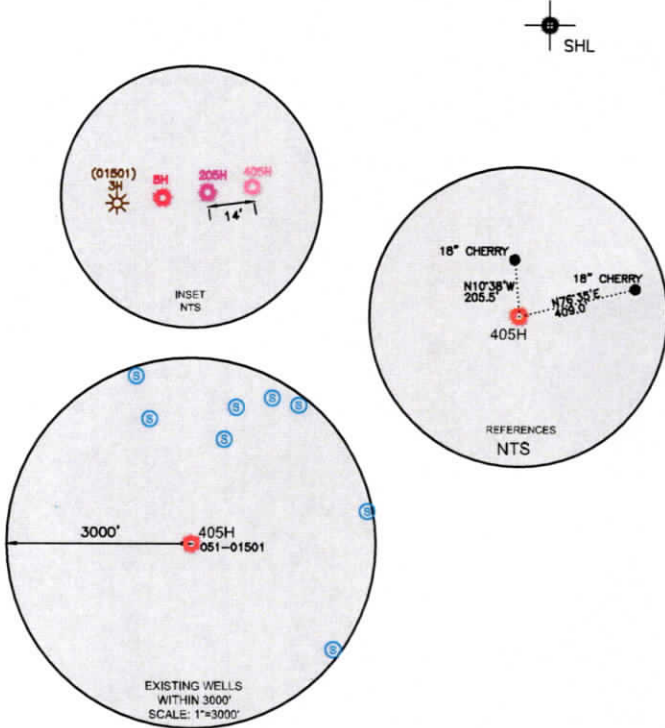 SHL
(01501)
3H
5H
205H
405H
14'
INSET
NTS
18" CHERRY
N10°38'W
205.5'
18" CHERRY
N76°35'E
409.0'
405H
REFERENCES
NTS
S
S
S
S
S
S
S
S
3000'
405H
051-01501
EXISTING WELLS
WITHIN 3000'
SCALE: 1"=3000'